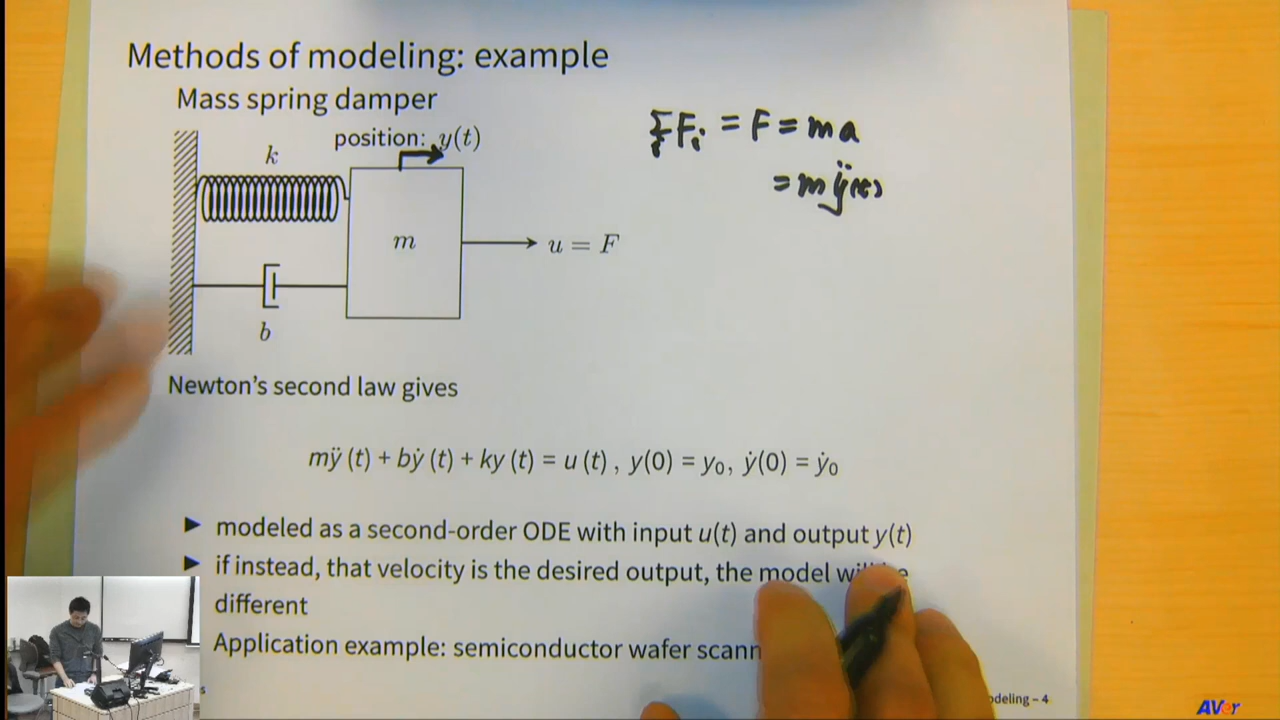 Methods of modeling: example
Mass spring damper
position: y(t)
k
m
u = F
b
ΣFᵢ = F = ma
= mÿ(t)
Newton's second law gives
mÿ (t) + bẏ (t) + ky (t) = u (t) , y(0) = y₀, ẏ(0) = ẏ₀
▶ modeled as a second-order ODE with input u(t) and output y(t)
▶ if instead, that velocity is the desired output, the model
different
Application example: semiconductor wafer
– 4
AVer